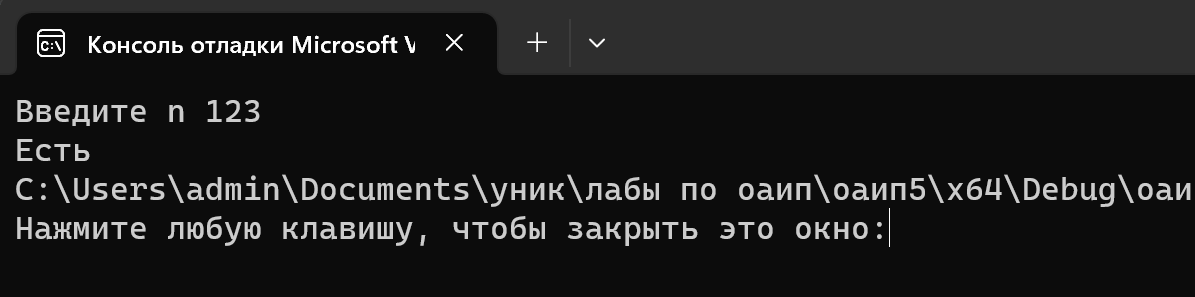 Консоль отладки Microsoft V
Введите n 123
Есть
C:\Users\admin\Documents\уник\лабы по оаип\оаип5\x64\Debug\оаи
Нажмите любую клавишу, чтобы закрыть это окно: